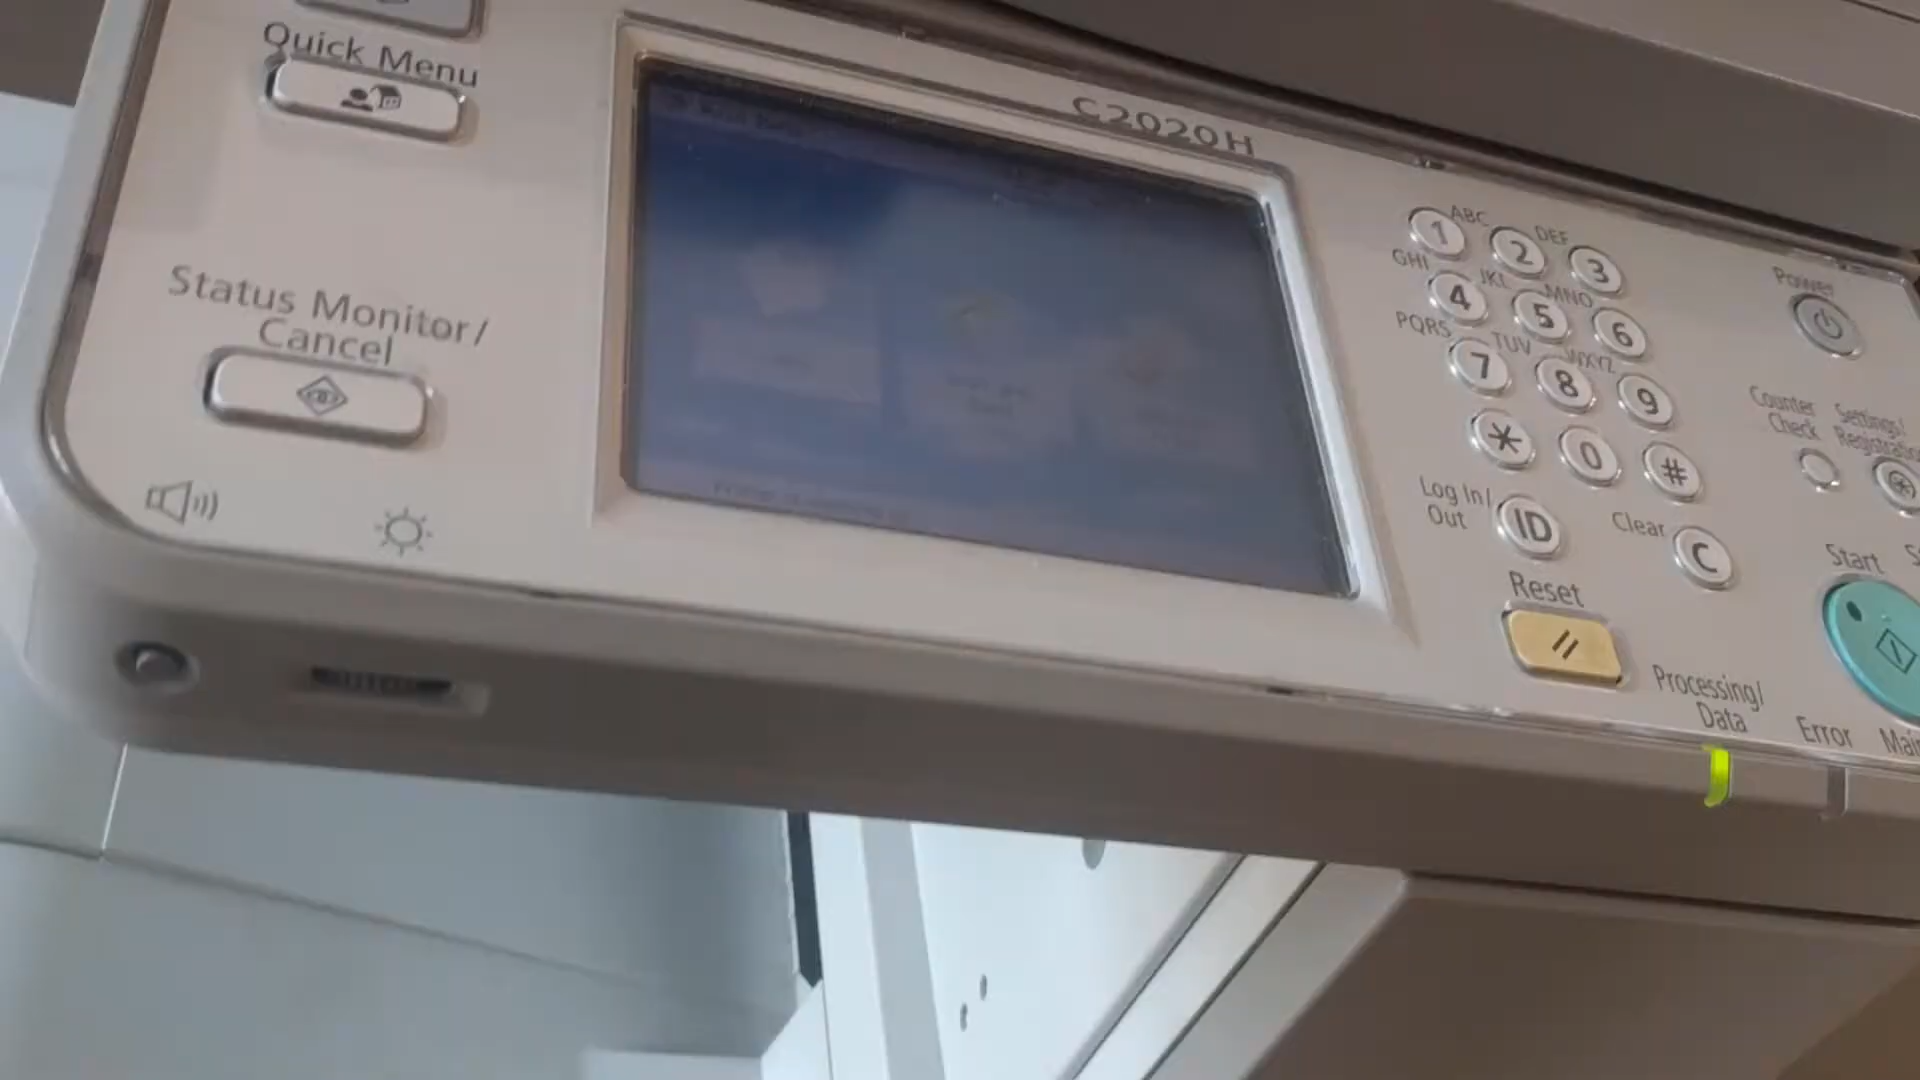 Quick Menu
C2020H
Status Monitor/
Cancel
ABC
DEF
1
2
3
GHI
JKL
MNO
4
5
6
PQRS
TUV
WXYZ
7
8
9
*
0
#
Power
Counter
Check
Settings/
Log In/
Out
ID
Clear
C
Reset
Start
Processing/
Data
Error